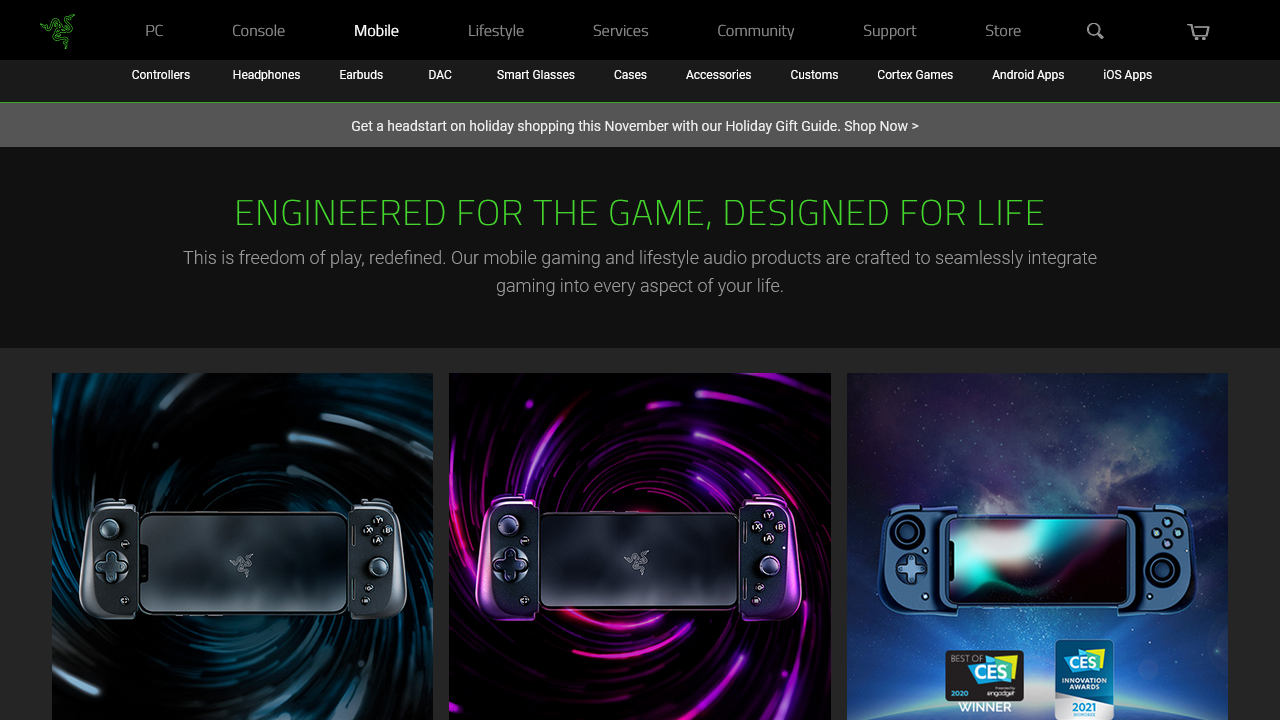 PC Console Mobile Lifestyle Services Community Support Store
Controllers Headphones Earbuds DAC Smart Glasses Cases Accessories Customs Cortex Games Android Apps iOS Apps
Get a headstart on holiday shopping this November with our Holiday Gift Guide. Shop Now >
ENGINEERED FOR THE GAME, DESIGNED FOR LIFE
This is freedom of play, redefined. Our mobile gaming and lifestyle audio products are crafted to seamlessly integrate
gaming into every aspect of your life.
BEST OF
CES
2020
engadget
WINNER
CES
INNOVATION
AWARDS
2021